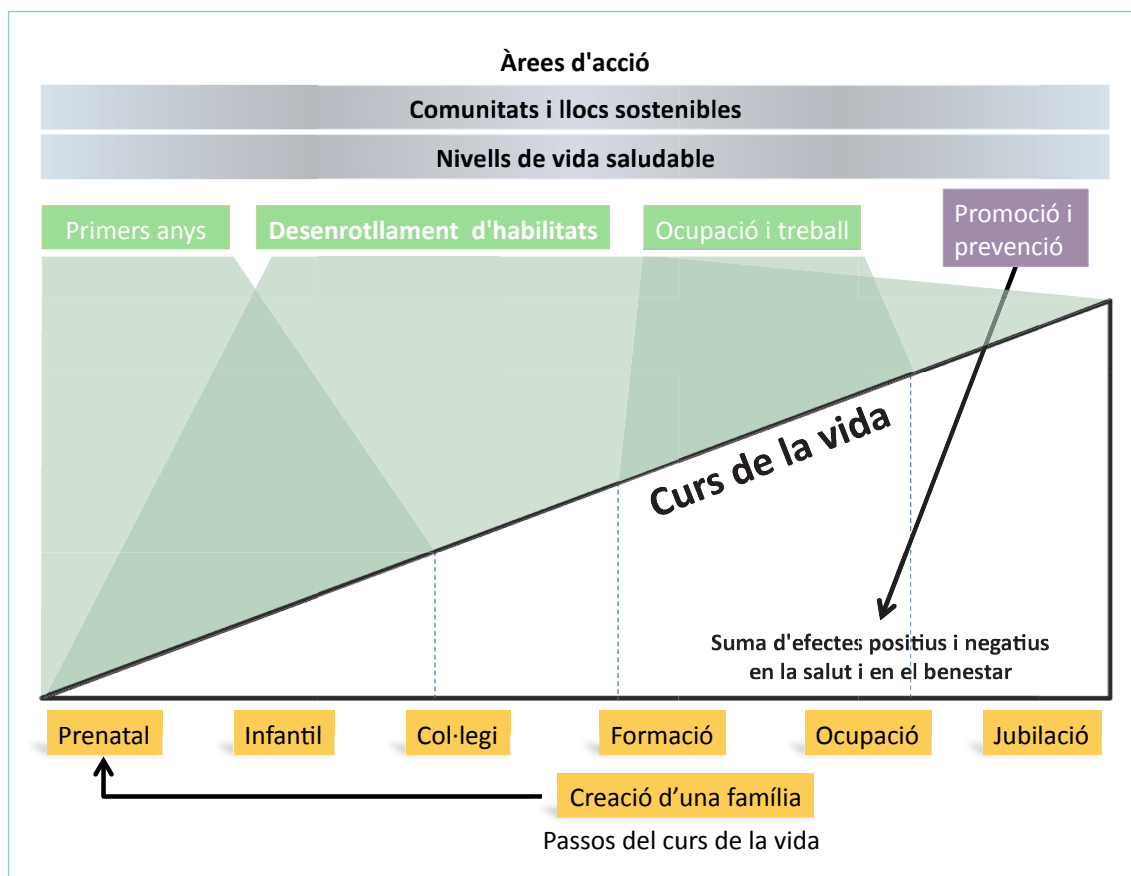 Àrees d'acció
Comunitats i llocs sostenibles
Nivells de vida saludable
Primers anys
Desenrotllament d'habilitats
Ocupació i treball
Promoció i
prevenció
Curs de la vida
Suma d'efectes positius i negatius
en la salut i en el benestar
Prenatal
Infantil
Col·legi
Formació
Ocupació
Jubilació
Creació d’una família
Passos del curs de la vida